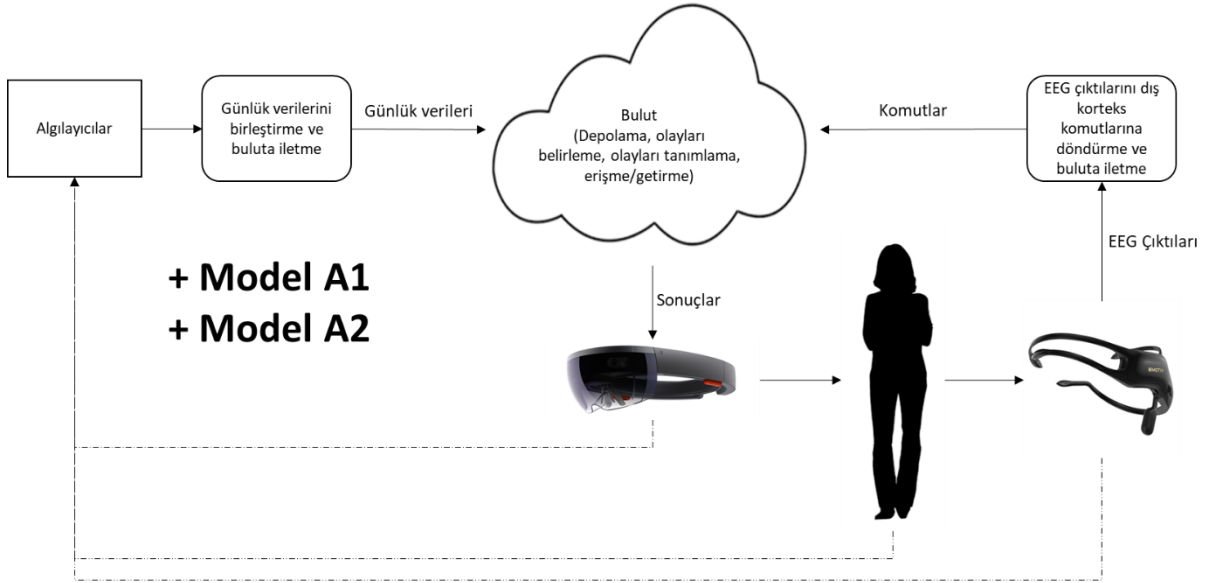 Algılayıcılar
Günlük verilerini
birleştirme ve
buluta iletme
Günlük verileri
Bulut
(Depolama, olayları
belirleme, olayları tanımlama,
erişme/getirme)
Komutlar
EEG çıktılarını dış
korteks
komutlarına
döndürme ve
buluta iletme
EEG Çıktıları
+ Model A1
+ Model A2
Sonuçlar